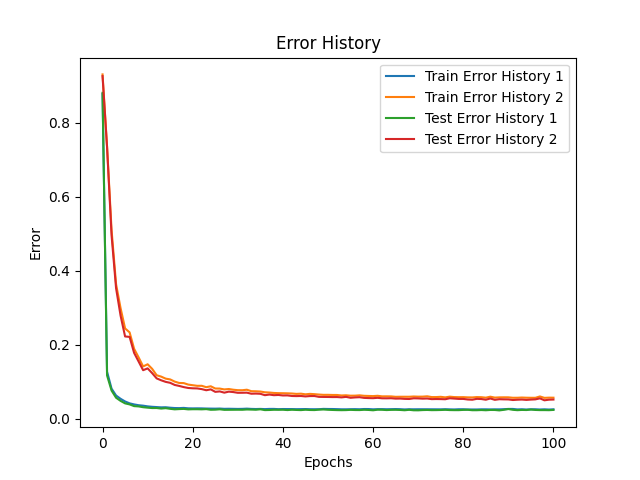 Error History
Train Error History 1
Train Error History 2
Test Error History 1
Test Error History 2
Error
0.8
0.6
0.4
0.2
0.0
0
20
40
60
80
100
Epochs